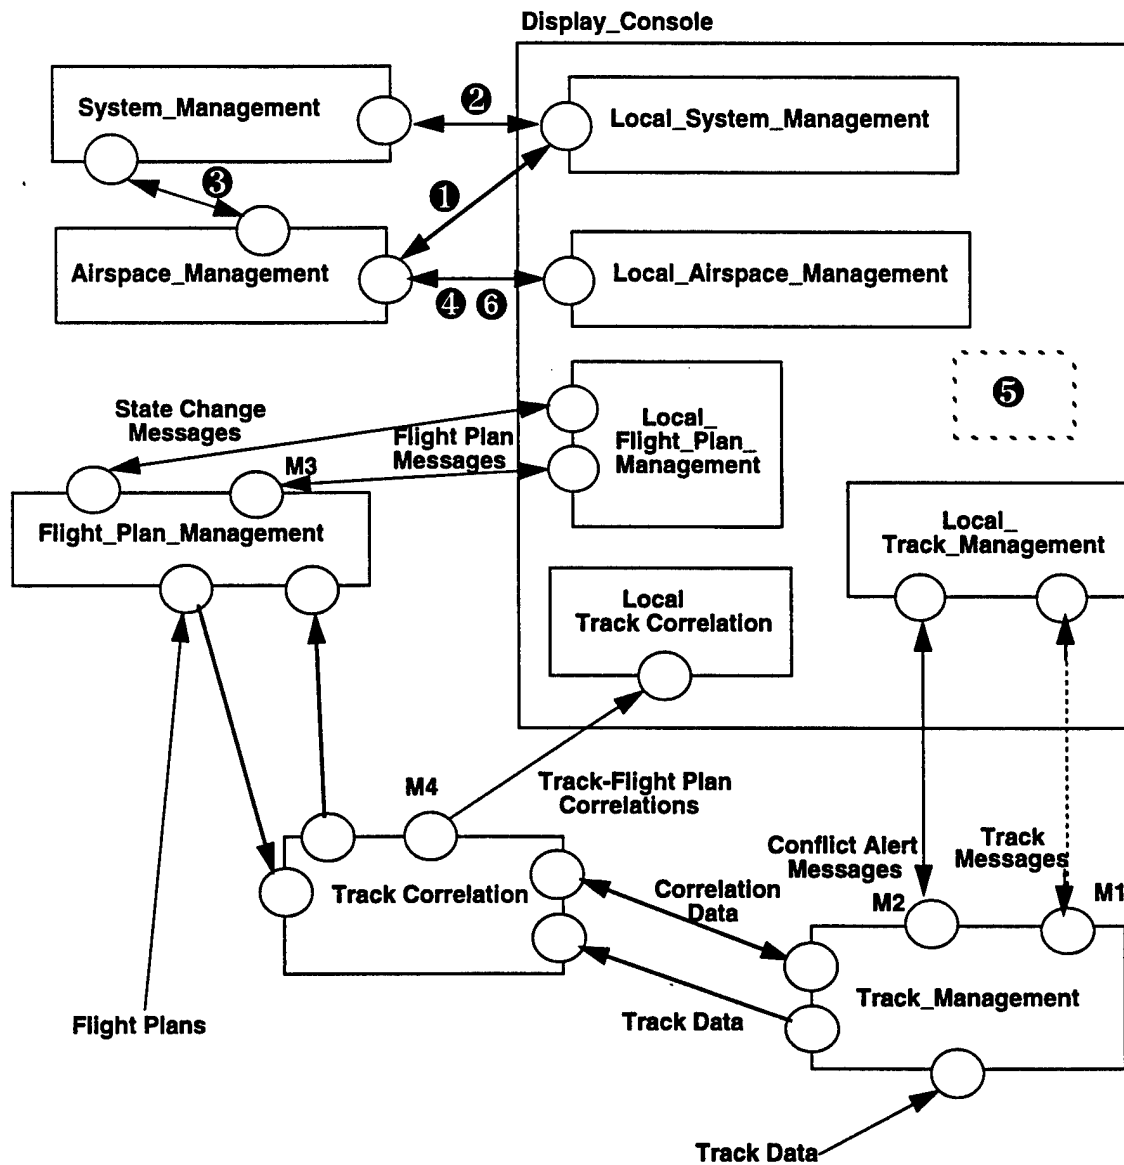 Display_Console
System_Management
❷
Local_System_Management
❸
❶
Airspace_Management
Local_Airspace_Management
❹ ❻
❺
State Change
Messages
Flight Plan
Messages
M3
Local_
Flight_Plan_
Management
Flight_Plan_Management
Local_
Track_Management
Local
Track Correlation
M4
Track-Flight Plan
Correlations
Conflict Alert
Messages
Track
Messages
Track Correlation
Correlation
Data
M2
M1
Track_Management
Flight Plans
Track Data
Track Data